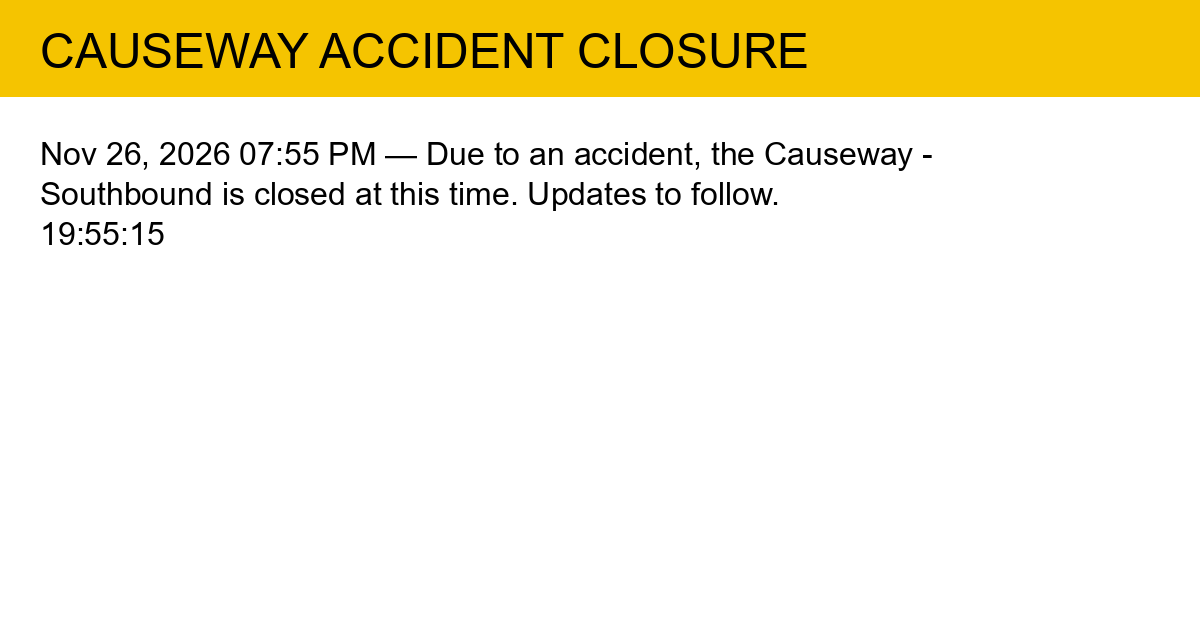 CAUSEWAY ACCIDENT CLOSURE
Nov 26, 2026 07:55 PM — Due to an accident, the Causeway -
Southbound is closed at this time. Updates to follow.
19:55:15